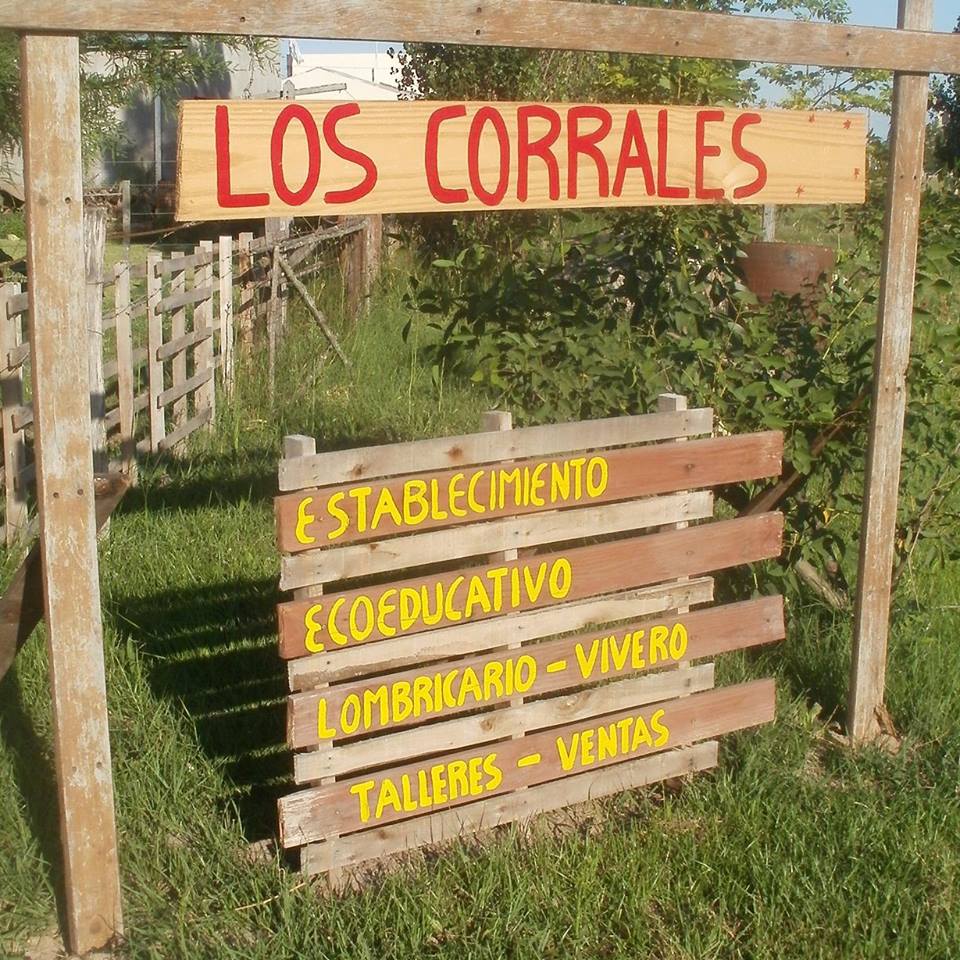 LOS CORRALES
ESTABLECIMIENTO
ECOEDUCATIVO
LOMBRICARIO - VIVERO
TALLERES - VENTAS